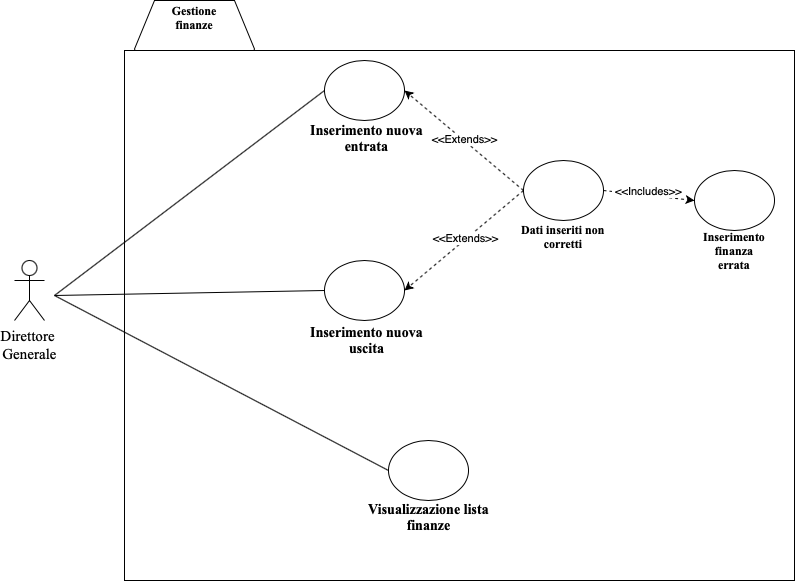 Gestione
finanze
Inserimento nuova
entrata
<<Extends>>
Dati inseriti non
corretti
<<Includes>>
Inserimento
finanza
errata
<<Extends>>
Inserimento nuova
uscita
Direttore
Generale
Visualizzazione lista
finanze